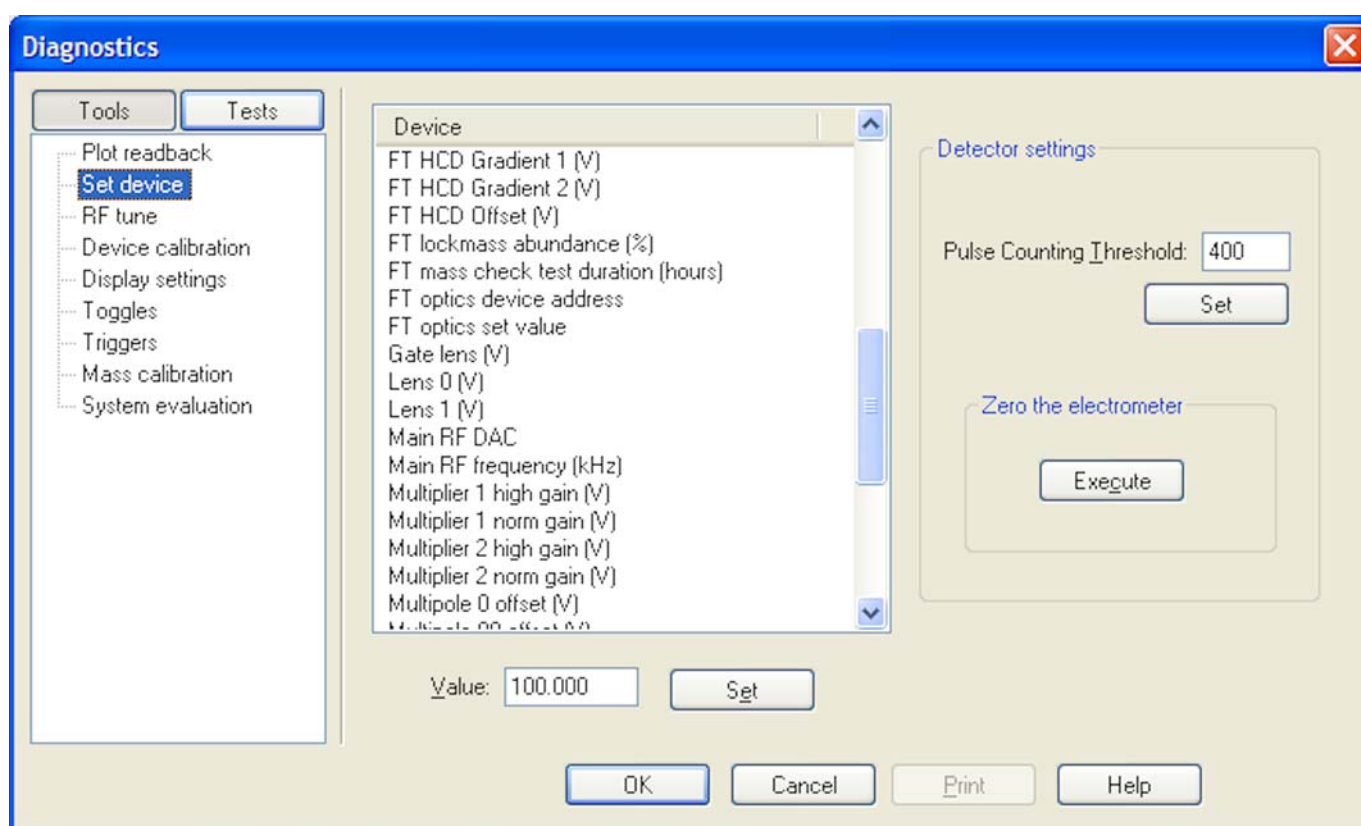 Diagnostics
Tools Tests
Plot readback
Set device
RF tune
Device calibration
Display settings
Toggles
Triggers
Mass calibration
System evaluation
Device
FT HCD Gradient 1 (V)
FT HCD Gradient 2 (V)
FT HCD Offset (V)
FT lockmass abundance (%)
FT mass check test duration (hours)
FT optics device address
FT optics set value
Gate lens (V)
Lens 0 (V)
Lens 1 (V)
Main RF DAC
Main RF frequency (kHz)
Multiplier 1 high gain (V)
Multiplier 1 norm gain (V)
Multiplier 2 high gain (V)
Multiplier 2 norm gain (V)
Multipole 0 offset (V)
Value: 100.000 Set
Detector settings
Pulse Counting Threshold: 400
Set
Zero the electrometer
Execute
OK Cancel Print Help